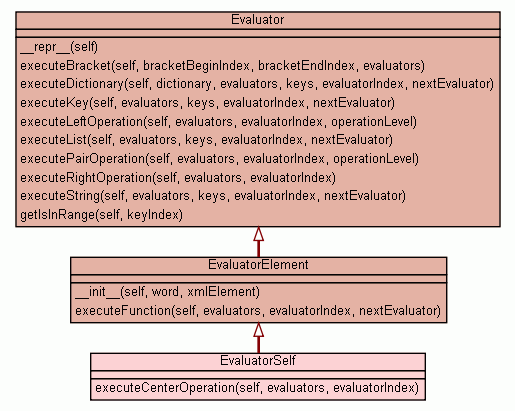 Evaluator
__repr__(self)
executeBracket(self, bracketBeginIndex, bracketEndIndex, evaluators)
executeDictionary(self, dictionary, evaluators, keys, evaluatorIndex, nextEvaluator)
executeKey(self, evaluators, keys, evaluatorIndex, nextEvaluator)
executeLeftOperation(self, evaluators, evaluatorIndex, operationLevel)
executeList(self, evaluators, keys, evaluatorIndex, nextEvaluator)
executePairOperation(self, evaluators, evaluatorIndex, operationLevel)
executeRightOperation(self, evaluators, evaluatorIndex)
executeString(self, evaluators, keys, evaluatorIndex, nextEvaluator)
getIsInRange(self, keyIndex)
EvaluatorElement
__init__(self, word, xmlElement)
executeFunction(self, evaluators, evaluatorIndex, nextEvaluator)
EvaluatorSelf
executeCenterOperation(self, evaluators, evaluatorIndex)